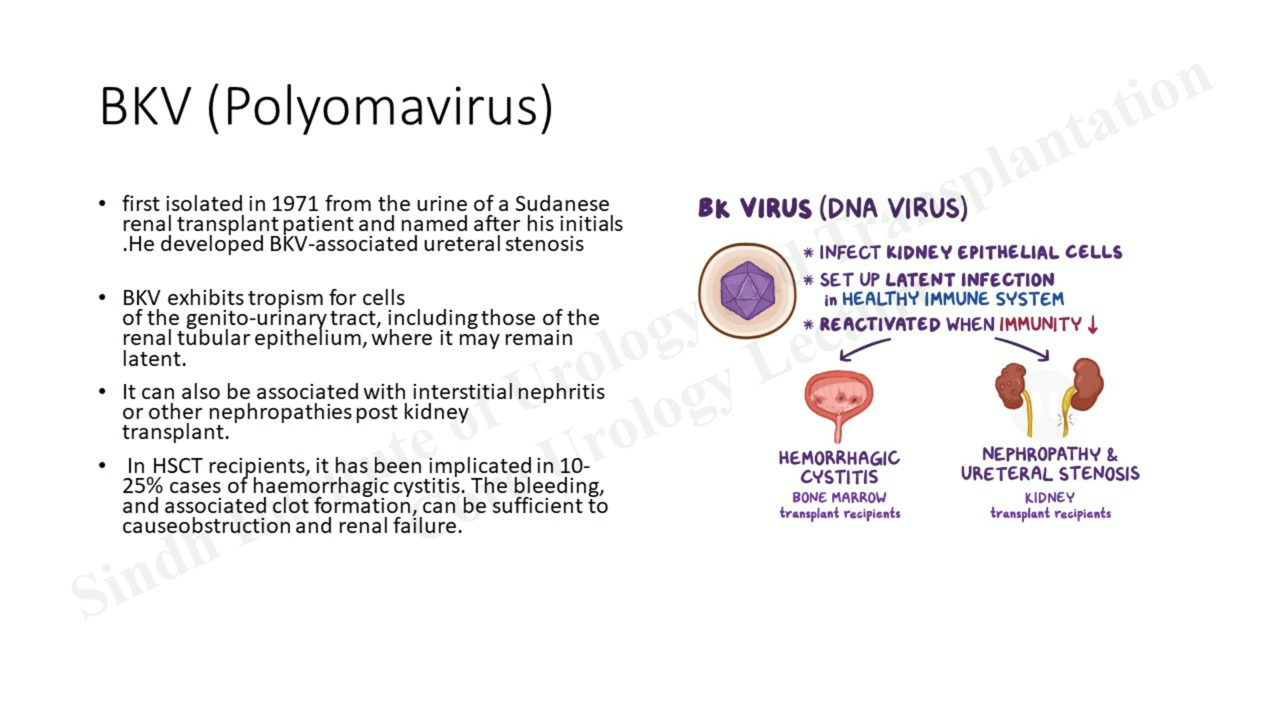 BKV (Polyomavirus)
• first isolated in 1971 from the urine of a Sudanese
renal transplant patient and named after his initials
.He developed BKV-associated ureteral stenosis
• BKV exhibits tropism for cells
of the genito-urinary tract, including those of the
renal tubular epithelium, where it may remain
latent.
• It can also be associated with interstitial nephritis
or other nephropathies post kidney
transplant.
• In HSCT recipients, it has been implicated in 10-
25% cases of haemorrhagic cystitis. The bleeding,
and associated clot formation, can be sufficient to
causeobstruction and renal failure.
BK VIRUS (DNA VIRUS)
* INFECT KIDNEY EPITHELIAL CELLS
* SET UP LATENT INFECTION
in HEALTHY IMMUNE SYSTEM
* REACTIVATED WHEN IMMUNITY ↓
HEMORRHAGIC
CYSTITIS
BONE MARROW
transplant recipients
NEPHROPATHY &
URETERAL STENOSIS
KIDNEY
transplant recipients
Sindh Institute of Urology and Transplantation
Urology